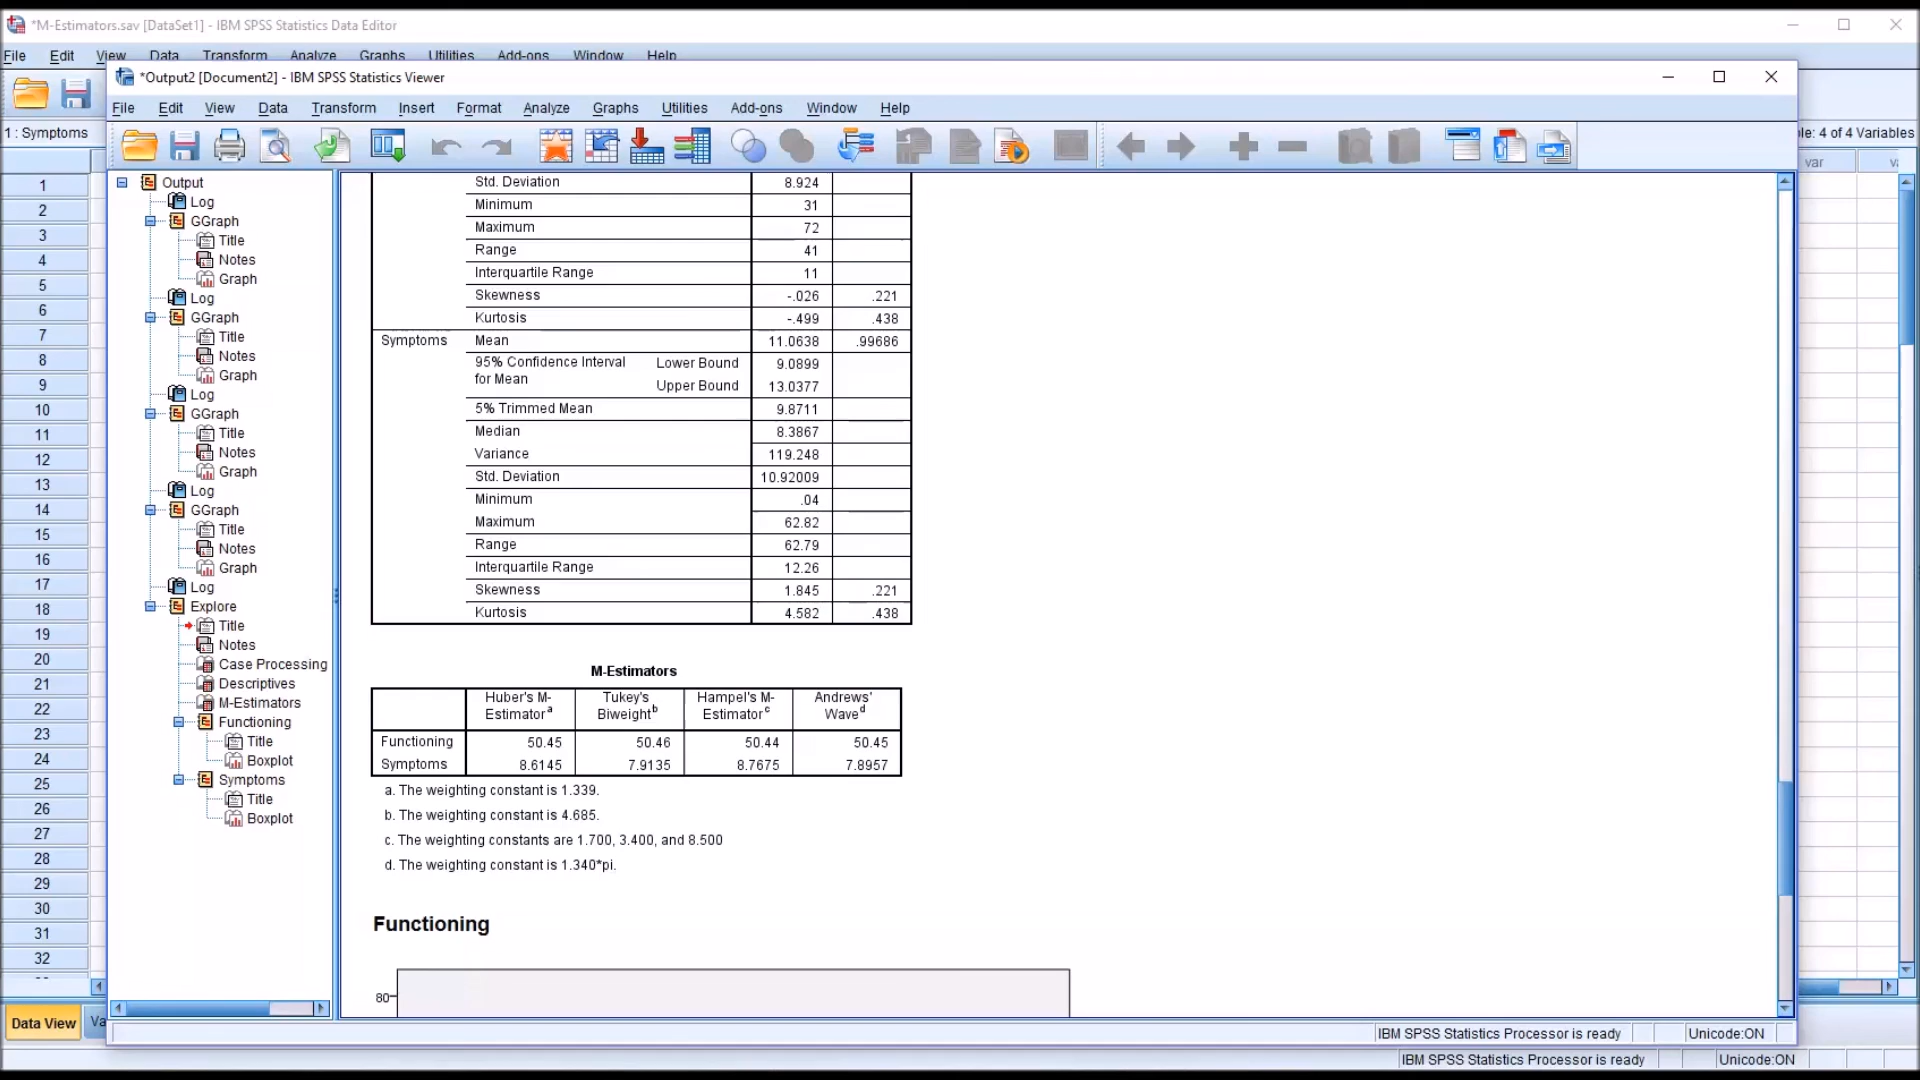 *M-Estimators.sav [DataSet1] - IBM SPSS Statistics Data Editor
File Edit View Data Transform Analyze Graphs Utilities Add-ons Window Help
*Output2 [Document2] - IBM SPSS Statistics Viewer
File Edit View Data Transform Insert Format Analyze Graphs Utilities Add-ons Window Help
1 : Symptoms
ple: 4 of 4 Variables
var
1
2
3
4
5
6
7
8
9
10
11
12
13
14
15
16
17
18
19
20
21
22
23
24
25
26
27
28
29
30
31
32
Output
Log
GGraph
Title
Notes
Graph
Log
GGraph
Title
Notes
Graph
Log
GGraph
Title
Notes
Graph
Log
GGraph
Title
Notes
Graph
Log
Explore
Title
Notes
Case Processing
Descriptives
M-Estimators
Functioning
Title
Boxplot
Symptoms
Title
Boxplot
Std. Deviation 8.924
Minimum 31
Maximum 72
Range 41
Interquartile Range 11
Skewness -.026 .221
Kurtosis -.499 .438
Symptoms Mean 11.0638 .99686
95% Confidence Interval for Mean Lower Bound 9.0899
Upper Bound 13.0377
5% Trimmed Mean 9.8711
Median 8.3867
Variance 119.248
Std. Deviation 10.92009
Minimum .04
Maximum 62.82
Range 62.79
Interquartile Range 12.26
Skewness 1.845 .221
Kurtosis 4.582 .438
M-Estimators
Huber's M-Estimatora Tukey's Biweightb Hampel's M-Estimatorc Andrews' Waved
Functioning 50.45 50.46 50.44 50.45
Symptoms 8.6145 7.9135 8.7675 7.8957
a. The weighting constant is 1.339.
b. The weighting constant is 4.685.
c. The weighting constants are 1.700, 3.400, and 8.500
d. The weighting constant is 1.340*pi.
Functioning
80
Data View Va
IBM SPSS Statistics Processor is ready Unicode:ON
IBM SPSS Statistics Processor is ready Unicode:ON